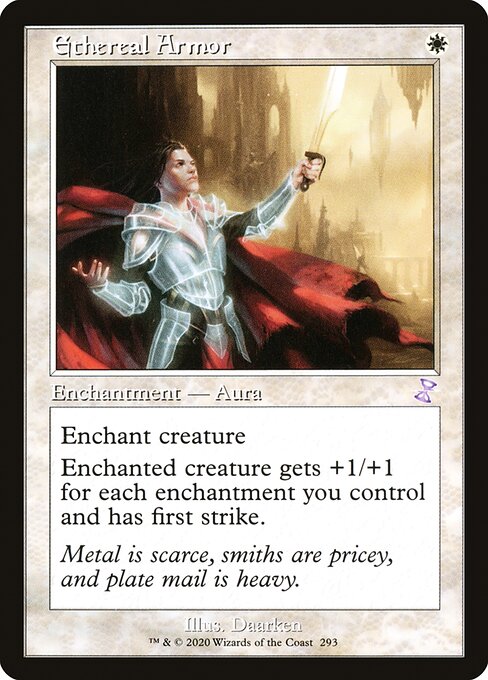 Ethereal Armor
Enchantment — Aura
Enchant creature
Enchanted creature gets +1/+1
for each enchantment you control
and has first strike.
Metal is scarce, smiths are pricey,
and plate mail is heavy.
Illus. Daarken
™ & © 2020 Wizards of the Coast 293